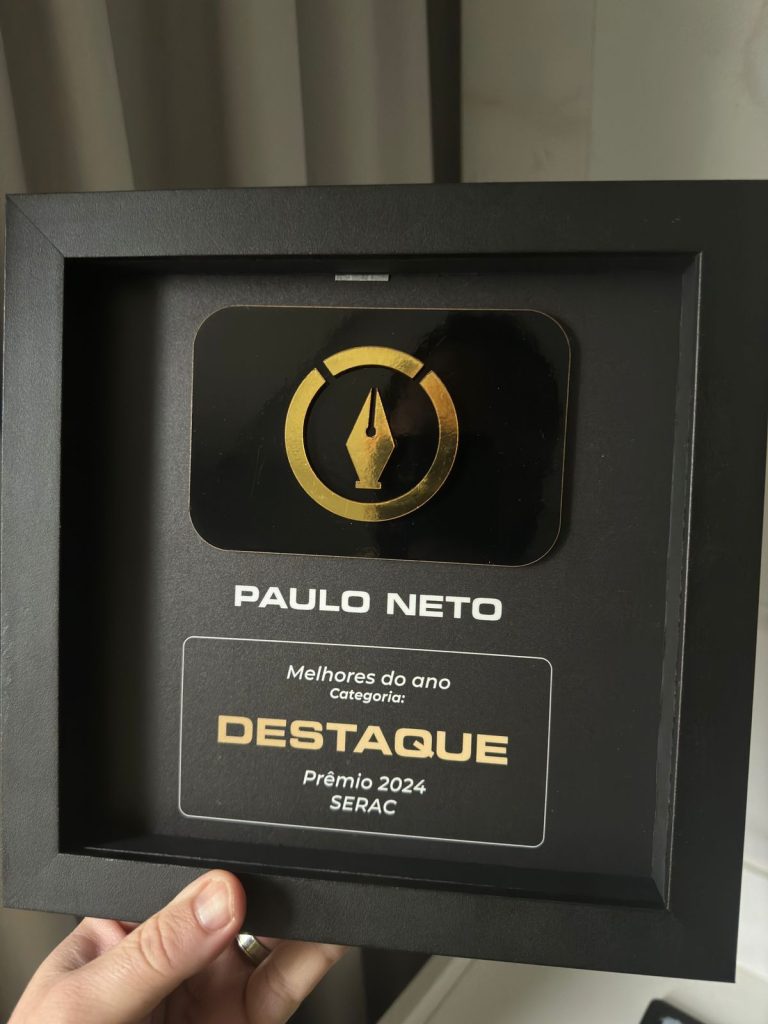 PAULO NETO
Melhores do ano
Categoria:
DESTAQUE
Prêmio 2024
SERAC